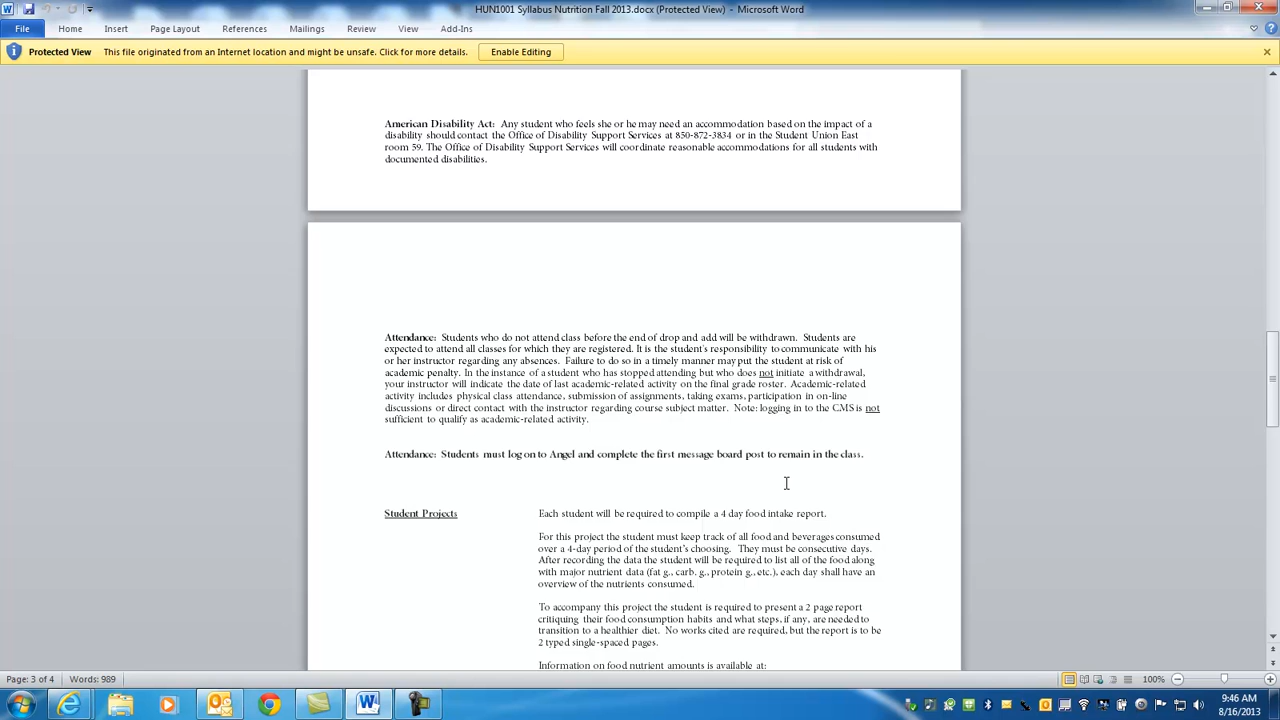 HUN1001 Syllabus Nutrition Fall 2013.docx (Protected View) - Microsoft Word
File Home Insert Page Layout References Mailings Review View Add-Ins
Protected View This file originated from an Internet location and might be unsafe. Click for more details. Enable Editing
American Disability Act: Any student who feels she or he may need an accommodation based on the impact of a
disability should contact the Office of Disability Support Services at 850-872-3834 or in the Student Union East
room 59. The Office of Disability Support Services will coordinate reasonable accommodations for all students with
documented disabilities.
Attendance: Students who do not attend class before the end of drop and add will be withdrawn. Students are
expected to attend all classes for which they are registered. It is the student's responsibility to communicate with his
or her instructor regarding any absences. Failure to do so in a timely manner may put the student at risk of
academic penalty. In the instance of a student who has stopped attending but who does not initiate a withdrawal,
your instructor will indicate the date of last academic-related activity on the final grade roster. Academic-related
activity includes physical class attendance, submission of assignments, taking exams, participation in on-line
discussions or direct contact with the instructor regarding course subject matter. Note: logging in to the CMS is not
sufficient to qualify as academic-related activity.
Attendance: Students must log on to Angel and complete the first message board post to remain in the class.
Student Projects Each student will be required to compile a 4 day food intake report.
For this project the student must keep track of all food and beverages consumed
over a 4-day period of the student's choosing. They must be consecutive days.
After recording the data the student will be required to list all of the food along
with major nutrient data (fat g., carb. g., protein g., etc.), each day shall have an
overview of the nutrients consumed.
To accompany this project the student is required to present a 2 page report
critiquing their food consumption habits and what steps, if any, are needed to
transition to a healthier diet. No works cited are required, but the report is to be
2 typed single-spaced pages.
Information on food nutrient amounts is available at:
Page: 3 of 4 Words: 989 100%
9:46 AM
8/16/2013